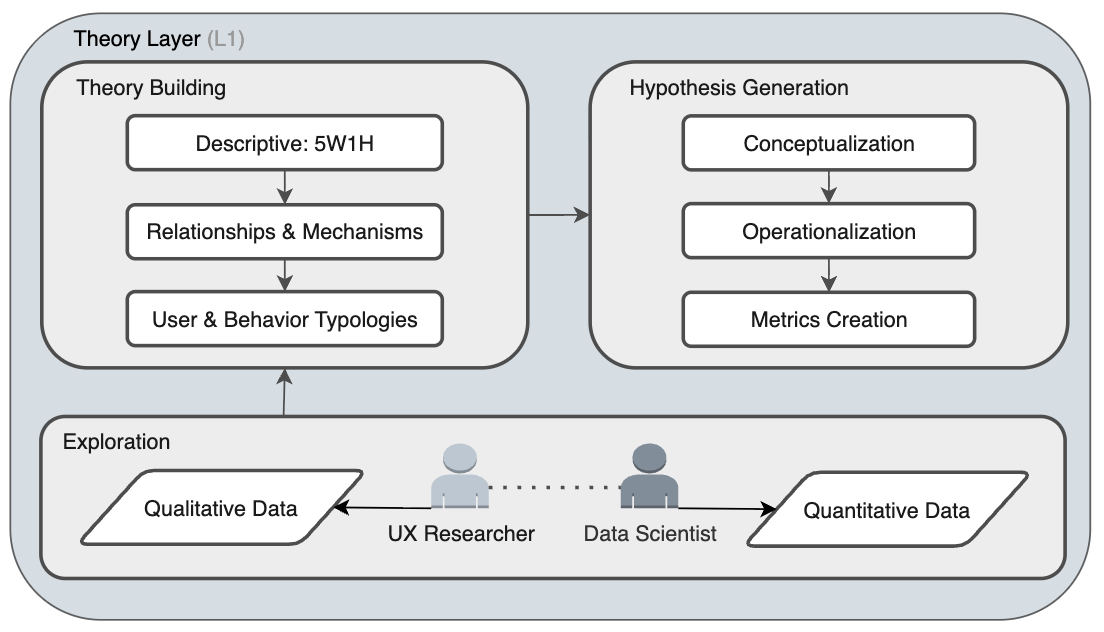 Theory Layer (L1)
Theory Building
Descriptive: 5W1H
Relationships & Mechanisms
User & Behavior Typologies
Hypothesis Generation
Conceptualization
Operationalization
Metrics Creation
Exploration
Qualitative Data
UX Researcher
Data Scientist
Quantitative Data